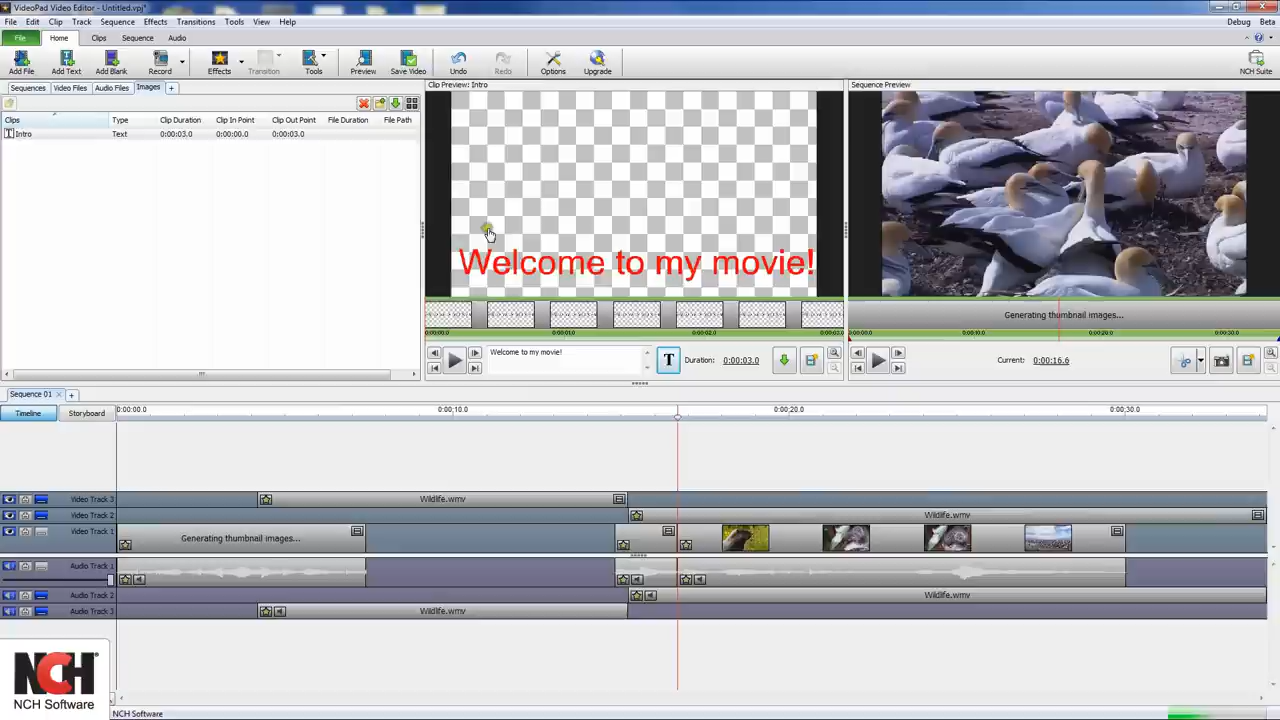 VideoPad Video Editor - Untitled.vpj*
File Edit Clip Track Sequence Effects Transitions Tools View Help
Debug Beta
File Home Clips Sequence Audio
Add File Add Text Add Blank Record Effects Transition Tools Preview Save Video Undo Redo Options Upgrade NCH Suite
Sequences Video Files Audio Files Images +
Clip Preview: Intro
Sequence Preview
Clips Type Clip Duration Clip In Point Clip Out Point File Duration File Path
T Intro Text 0:00:03.0 0:00:00.0 0:00:03.0
Welcome to my movie!
Generating thumbnail images...
0:00:00.0 0:00:01.0 0:00:02.0 0:00:03.0
0:00:00.0 0:00:10.0 0:00:20.0 0:00:30.0
Welcome to my movie!
T
Duration: 0:00:03.0
Current: 0:00:16.6
Sequence 01 × +
Timeline Storyboard
0:00:00.0 0:00:10.0 0:00:20.0 0:00:30.0
Video Track 3 Wildlife.wmv
Video Track 2 Wildlife.wmv
Video Track 1 Generating thumbnail images...
Audio Track 1
Audio Track 2 Wildlife.wmv
Audio Track 3 Wildlife.wmv
NCH
NCH Software
NCH Software